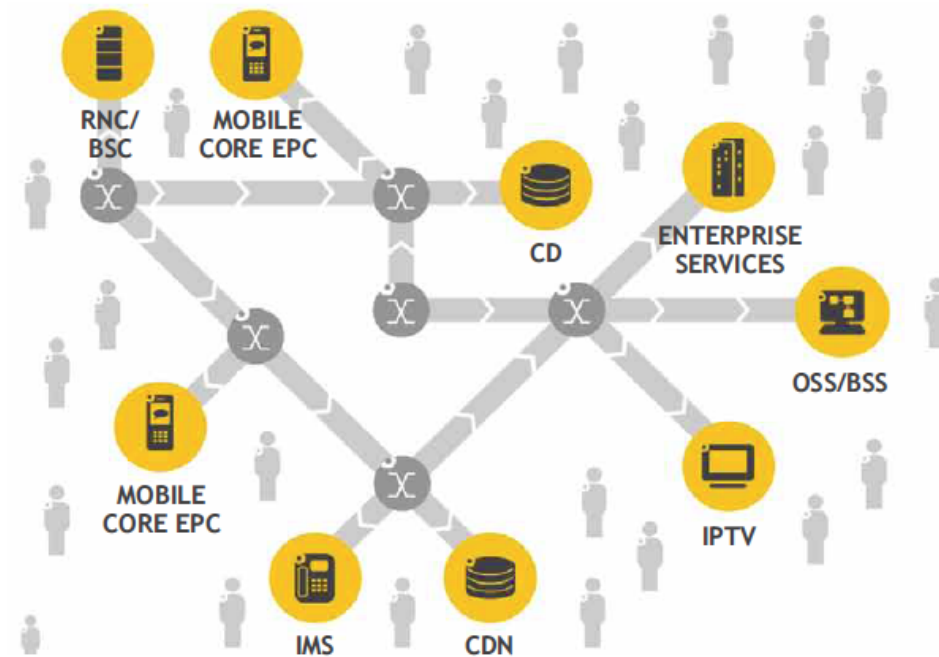 RNC/
BSC
MOBILE
CORE EPC
CD
ENTERPRISE
SERVICES
OSS/BSS
MOBILE
CORE EPC
IPTV
IMS
CDN